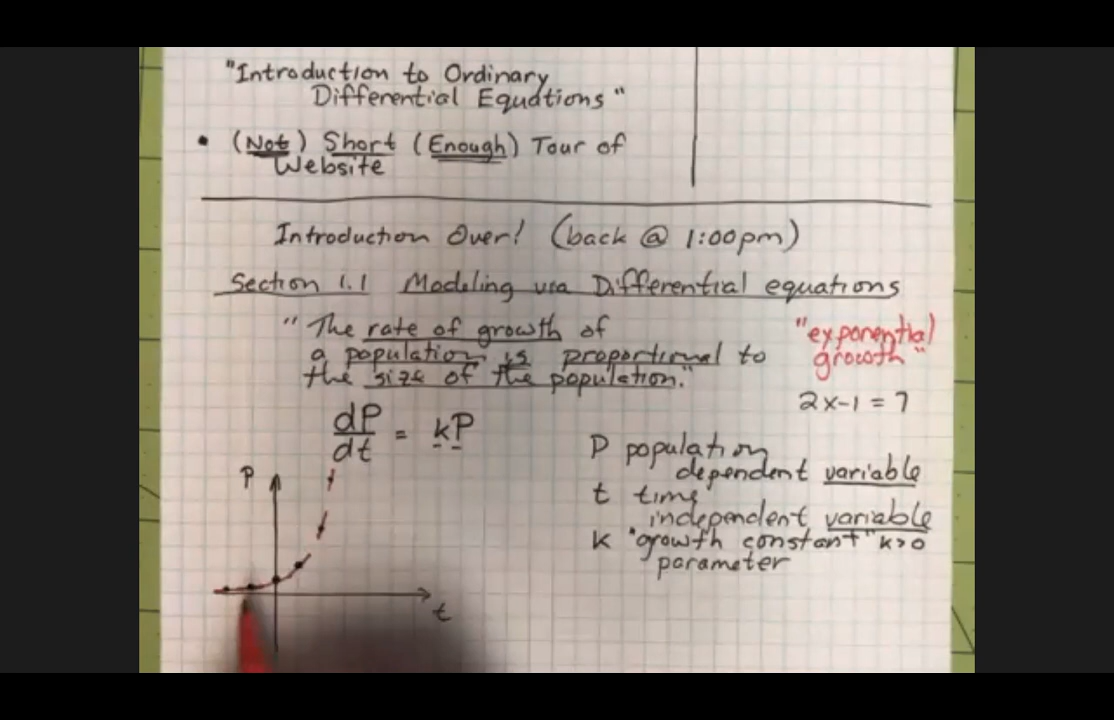 "Introduction to Ordinary
Differential Equations"
• (Not) Short (Enough) Tour of
Website
Introduction Over! (back @ 1:00pm)
Section 1.1 Modeling via Differential equations
"The rate of growth of
a population is proportional to
the size of the population."
"exponential
growth"
2x-1 = 7
dP/dt = kP
P population
dependent variable
t time
independent variable
k "growth constant" k>0
parameter
P
t